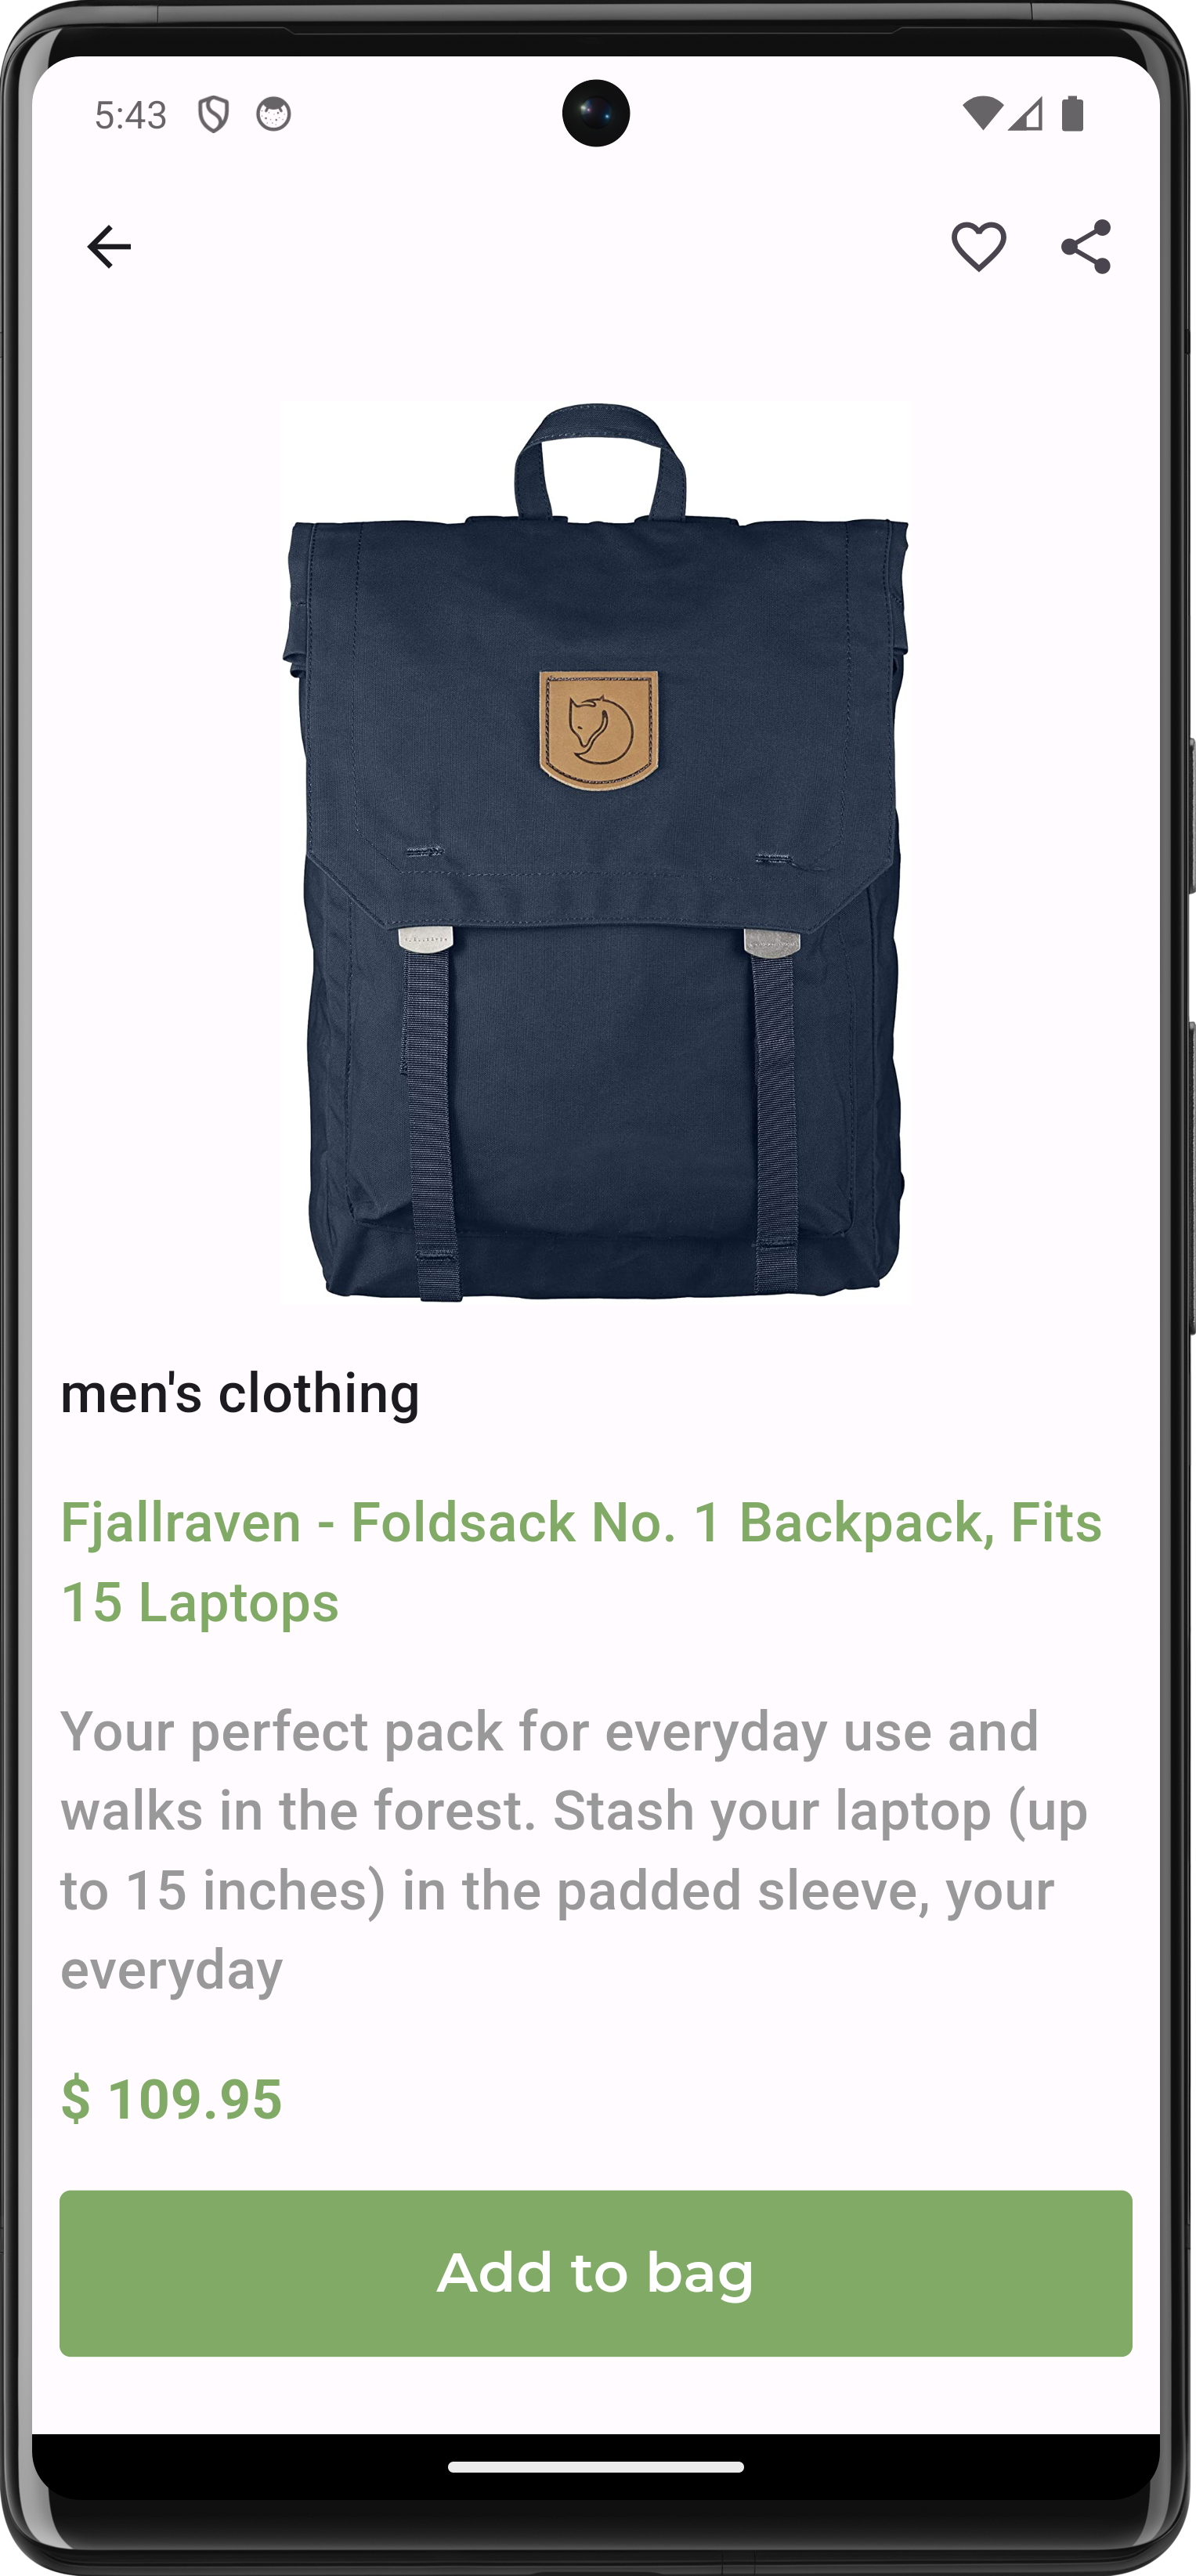 5:43
men's clothing
Fjallraven - Foldsack No. 1 Backpack, Fits
15 Laptops
Your perfect pack for everyday use and
walks in the forest. Stash your laptop (up
to 15 inches) in the padded sleeve, your
everyday
$ 109.95
Add to bag